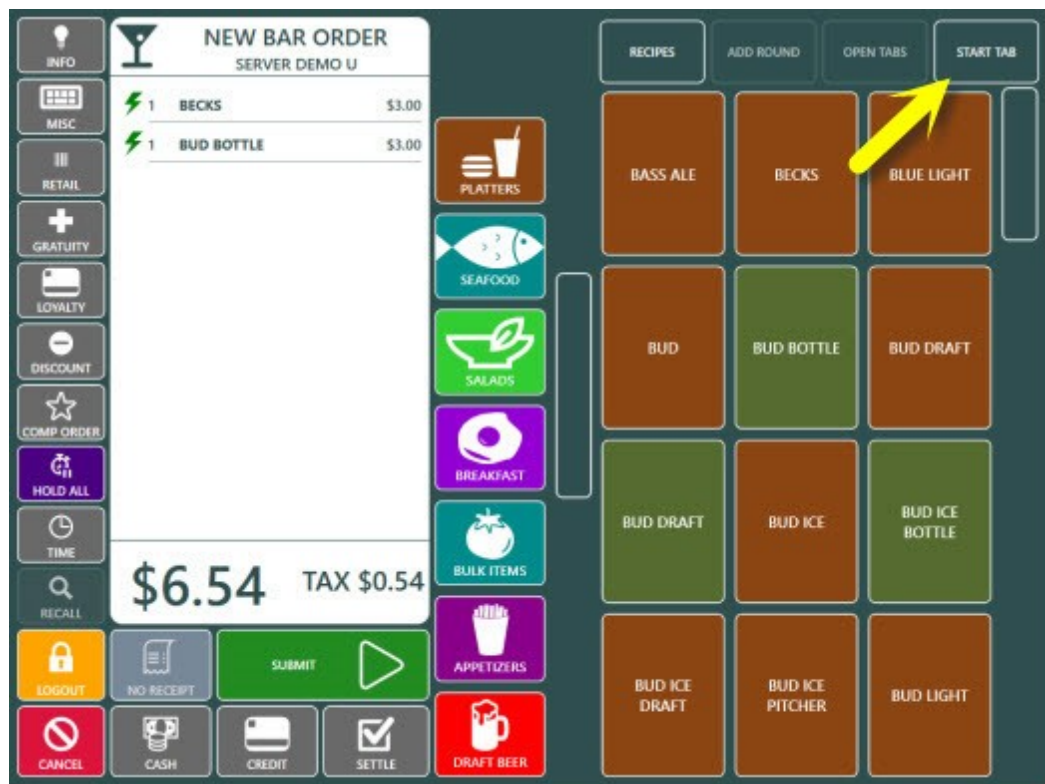 INFO
MISC
RETAIL
GRATUITY
LOYALTY
DISCOUNT
COMP ORDER
HOLD ALL
TIME
RECALL
LOGOUT
CANCEL
NEW BAR ORDER
SERVER DEMO U
1 BECKS $3.00
1 BUD BOTTLE $3.00
$6.54 TAX $0.54
NO RECEIPT
SUBMIT
CASH
CREDIT
SETTLE
PLATTERS
SEAFOOD
SALADS
BREAKFAST
BULK ITEMS
APPETIZERS
DRAFT BEER
RECIPES
ADD ROUND
OPEN TABS
START TAB
BASS ALE
BECKS
BLUE LIGHT
BUD
BUD BOTTLE
BUD DRAFT
BUD DRAFT
BUD ICE
BUD ICE
BOTTLE
BUD ICE
DRAFT
BUD ICE
PITCHER
BUD LIGHT